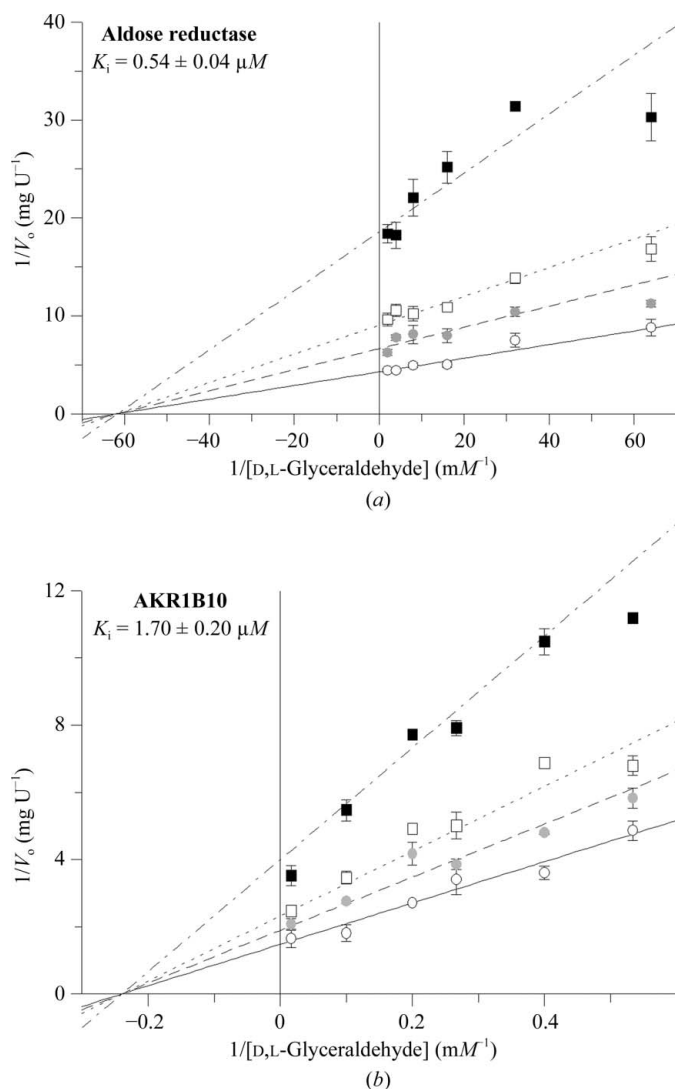 40
Aldose reductase
Kᵢ = 0.54 ± 0.04 µM
30
20
10
0
1/Vₒ (mg U⁻¹)
−60 −40 −20 0 20 40 60
1/[D,L-Glyceraldehyde] (mM⁻¹)
(a)
12
AKR1B10
Kᵢ = 1.70 ± 0.20 µM
8
4
0
1/Vₒ (mg U⁻¹)
−0.2 0 0.2 0.4
1/[D,L-Glyceraldehyde] (mM⁻¹)
(b)